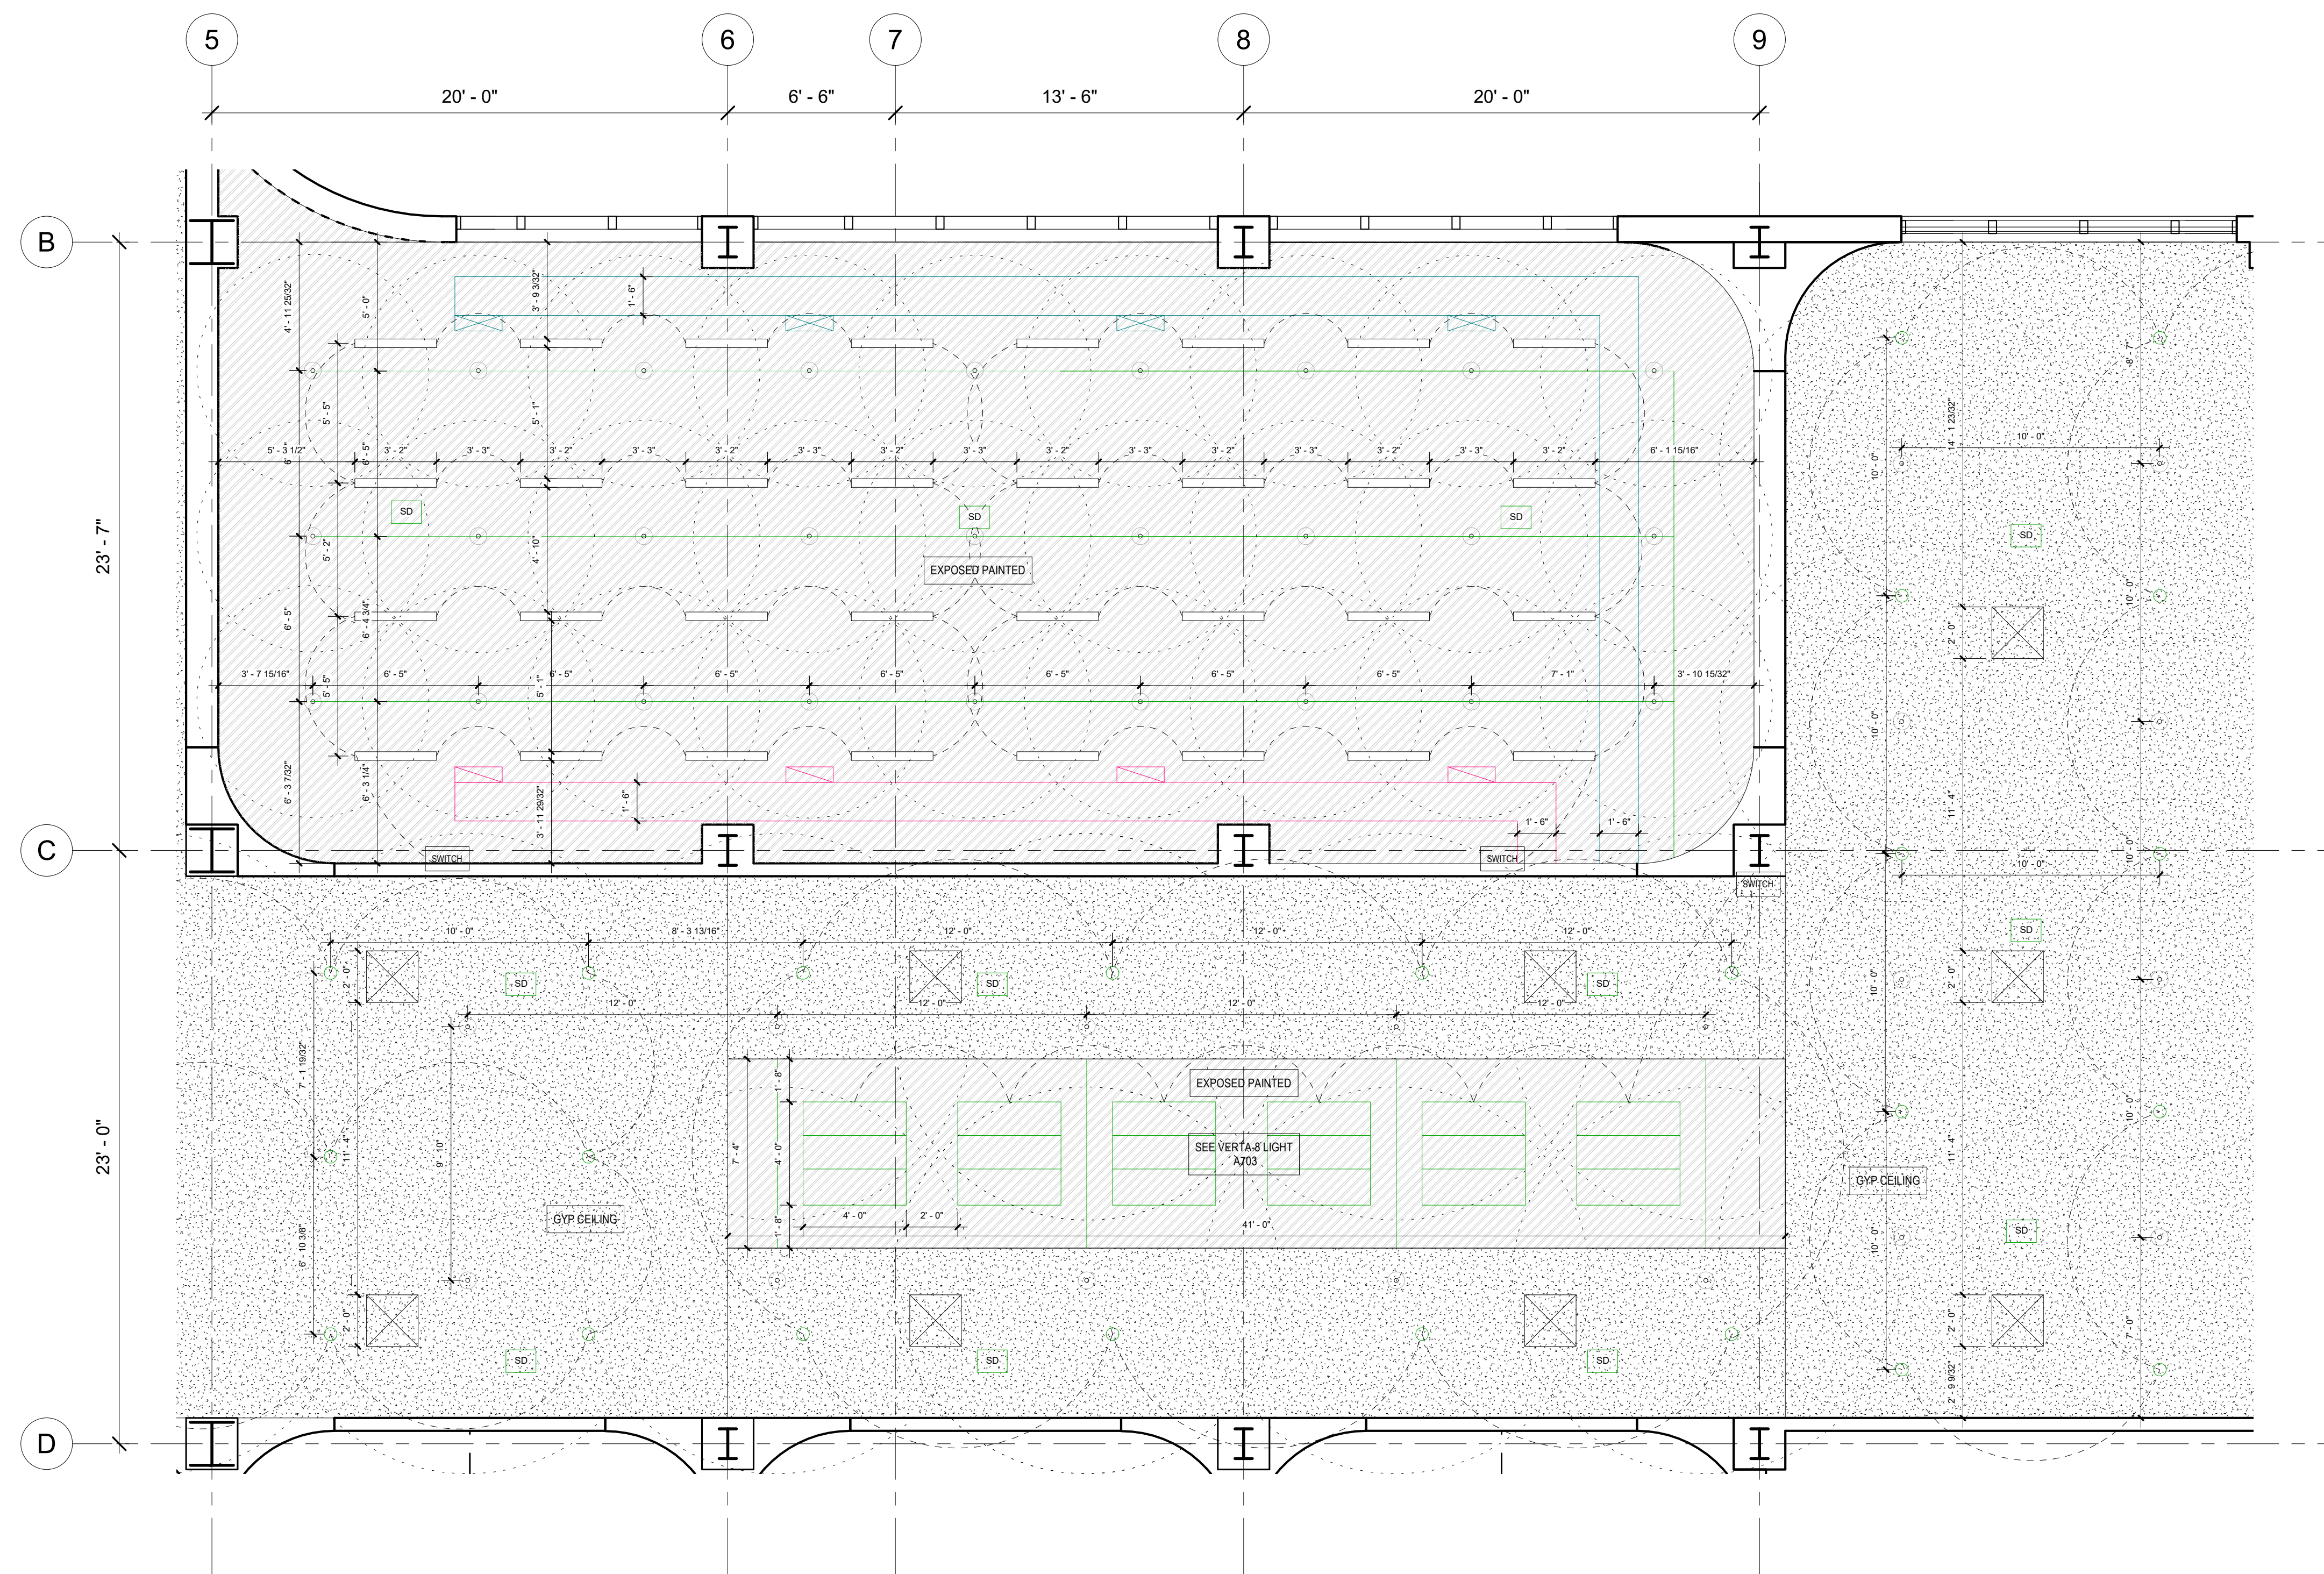 5
6
7
8
9
20' - 0"
6' - 6"
13' - 6"
20' - 0"
B
4' - 11 25/32"
5' - 0"
3' - 9 3/32"
1' - 6"
8' - 7"
5' - 5"
5' - 1"
14' - 1 23/32"
10' - 0"
5' - 3 1/2"
3' - 2"
3' - 3"
3' - 2"
3' - 3"
3' - 2"
3' - 3"
3' - 2"
3' - 3"
3' - 2"
3' - 3"
3' - 2"
3' - 3"
3' - 2"
3' - 3"
3' - 2"
6' - 1 15/16"
6' - 5"
6' - 5"
10' - 0"
SD
SD
SD
SD
23' - 7"
5' - 2"
4' - 10"
EXPOSED PAINTED
10' - 0"
6' - 5"
6' - 4 3/4"
2' - 0"
3' - 7 15/16"
6' - 5"
6' - 5"
6' - 5"
6' - 5"
6' - 5"
6' - 5"
6' - 5"
7' - 1"
3' - 10 15/32"
5' - 5"
5' - 1"
10' - 0"
6' - 3 7/32"
6' - 3 1/4"
3' - 11 29/32"
1' - 6"
1' - 6"
1' - 6"
11' - 4"
C
SWITCH
SWITCH
SWITCH
10' - 0"
10' - 0"
10' - 0"
8' - 3 13/16"
12' - 0"
12' - 0"
12' - 0"
SD
2' - 0"
SD
SD
SD
10' - 0"
2' - 0"
12' - 0"
12' - 0"
12' - 0"
12' - 0"
7' - 1 19/32"
1' - 8"
EXPOSED PAINTED
10' - 0"
23' - 0"
11' - 4"
9' - 10"
7' - 4"
4' - 0"
SEE VERTA-8 LIGHT
A703
11' - 4"
GYP CEILING
GYP CEILING
4' - 0"
2' - 0"
41' - 0"
1' - 8"
6' - 10 3/8"
10' - 0"
SD
2' - 0"
2' - 0"
7' - 0"
SD
SD
SD
2' - 9 9/32"
D